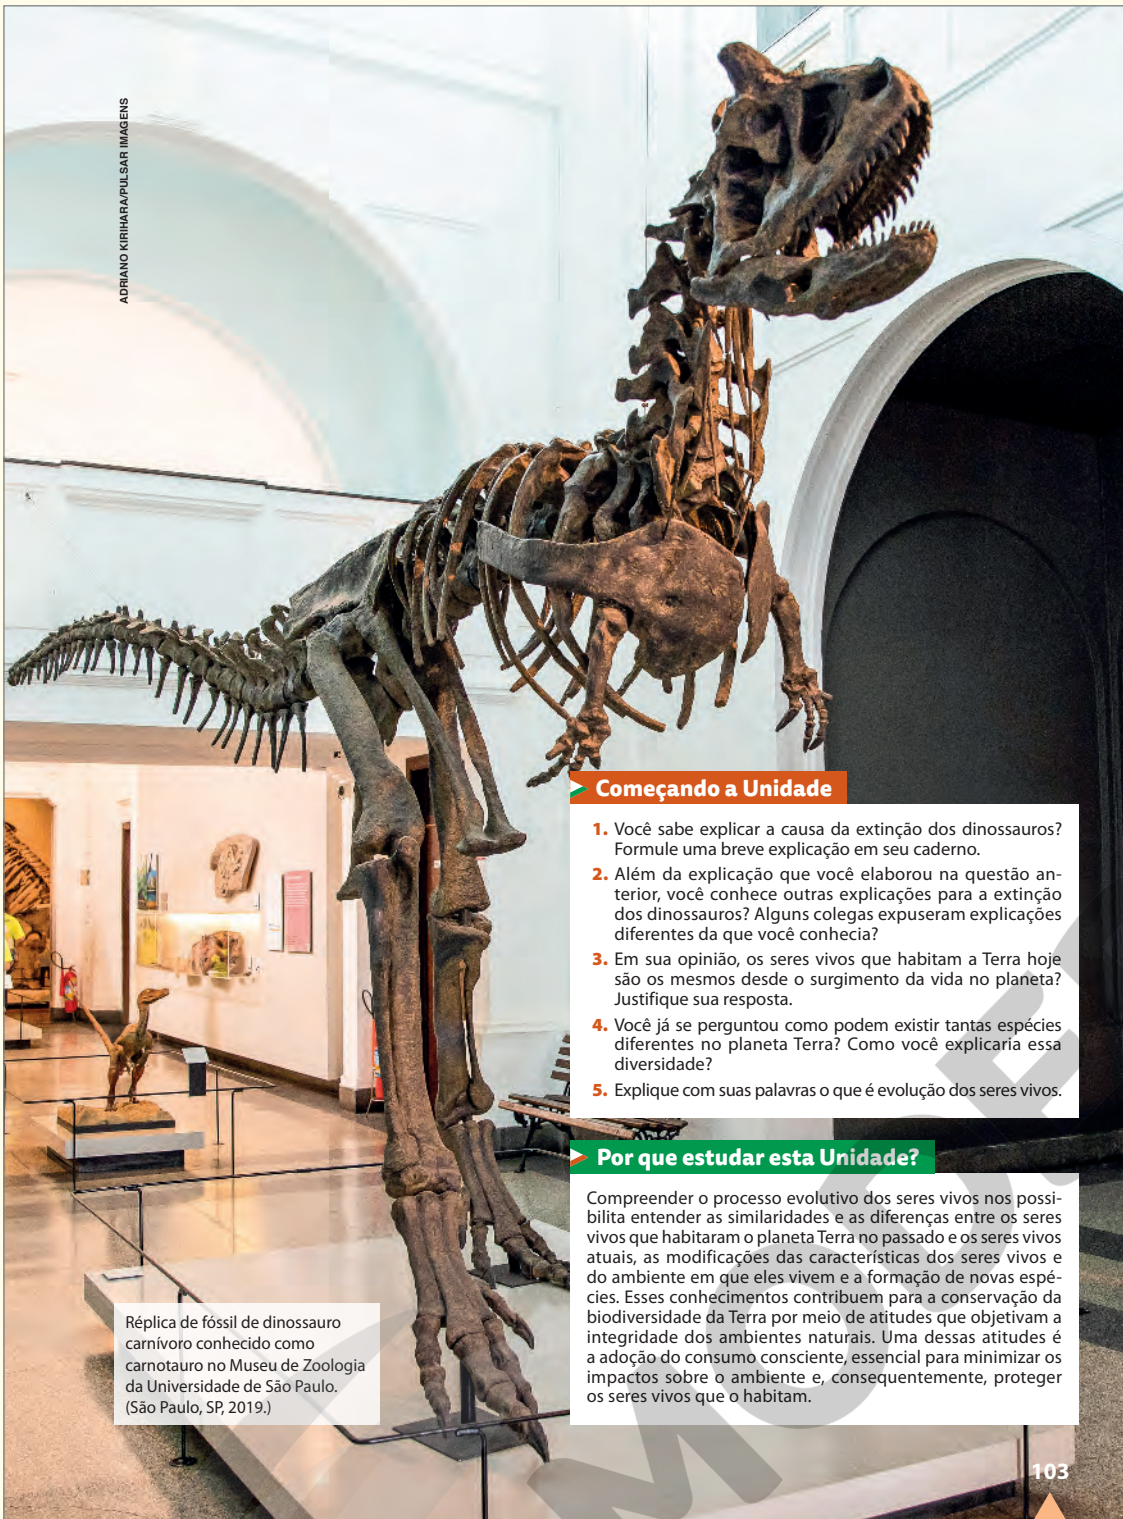 ADRIANO KIRIHARA/PULSAR IMAGENS
Começando a Unidade
1. Você sabe explicar a causa da extinção dos dinossauros?
Formule uma breve explicação em seu caderno.
2. Além da explicação que você elaborou na questão an-
terior, você conhece outras explicações para a extinção
dos dinossauros? Alguns colegas expuseram explicações
diferentes da que você conhecia?
3. Em sua opinião, os seres vivos que habitam a Terra hoje
são os mesmos desde o surgimento da vida no planeta?
Justifique sua resposta.
4. Você já se perguntou como podem existir tantas espécies
diferentes no planeta Terra? Como você explicaria essa
diversidade?
5. Explique com suas palavras o que é evolução dos seres vivos.
Por que estudar esta Unidade?
Compreender o processo evolutivo dos seres vivos nos possi-
bilita entender as similaridades e as diferenças entre os seres
vivos que habitaram o planeta Terra no passado e os seres vivos
atuais, as modificações das características dos seres vivos e
do ambiente em que eles vivem e a formação de novas espé-
cies. Esses conhecimentos contribuem para a conservação da
biodiversidade da Terra por meio de atitudes que objetivam a
integridade dos ambientes naturais. Uma dessas atitudes é
a adoção do consumo consciente, essencial para minimizar os
impactos sobre o ambiente e, consequentemente, proteger
os seres vivos que o habitam.
Réplica de fóssil de dinossauro
carnívoro conhecido como
carnotauro no Museu de Zoologia
da Universidade de São Paulo.
(São Paulo, SP, 2019.)
MODE
103